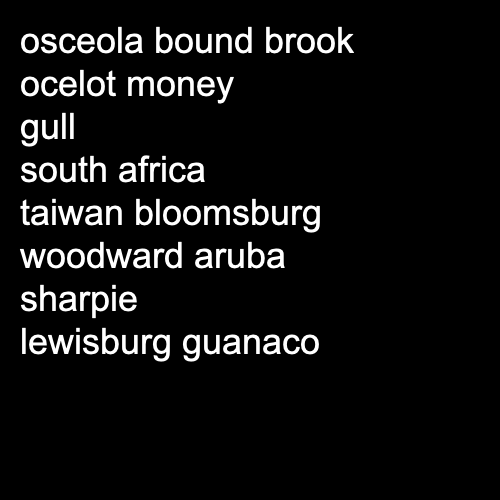 osceola bound brook
ocelot money
gull
south africa
taiwan bloomsburg
woodward aruba
sharpie
lewisburg guanaco